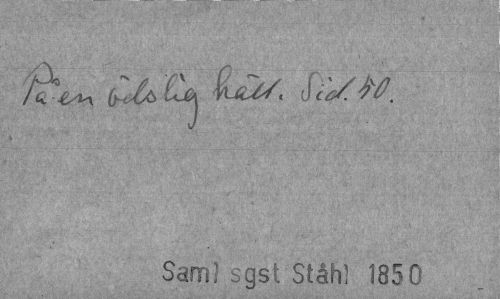 På en ödslig hätt. Sid. 50.
Saml sgst Ståhl 1850